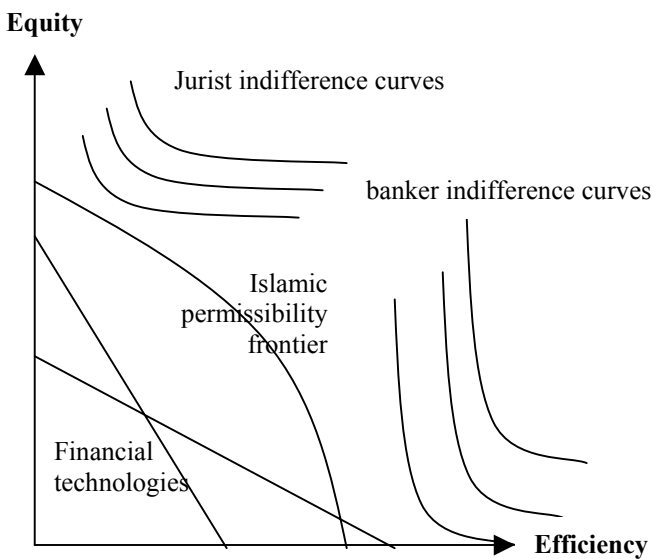 Equity
Jurist indifference curves
banker indifference curves
Islamic
permissibility
frontier
Financial
technologies
Efficiency